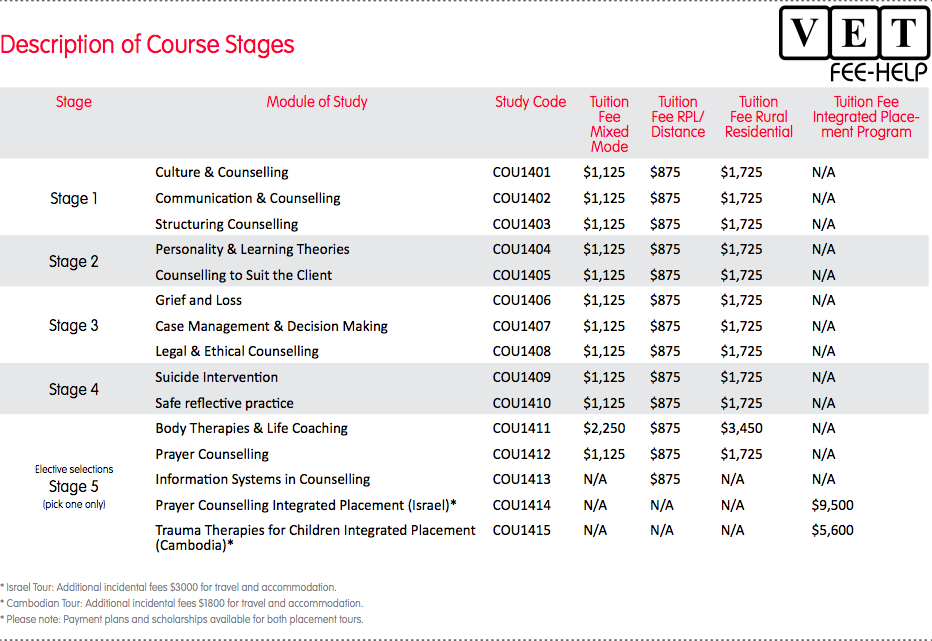 Description of Course Stages
VET
FEE-HELP
Stage Module of Study Study Code Tuition Fee Mixed Mode Tuition Fee RPL/ Distance Tuition Fee Rural Residential Tuition Fee Integrated Place-ment Program
Stage 1
Culture & Counselling COU1401 $1,125 $875 $1,725 N/A
Communication & Counselling COU1402 $1,125 $875 $1,725 N/A
Structuring Counselling COU1403 $1,125 $875 $1,725 N/A
Stage 2
Personality & Learning Theories COU1404 $1,125 $875 $1,725 N/A
Counselling to Suit the Client COU1405 $1,125 $875 $1,725 N/A
Stage 3
Grief and Loss COU1406 $1,125 $875 $1,725 N/A
Case Management & Decision Making COU1407 $1,125 $875 $1,725 N/A
Legal & Ethical Counselling COU1408 $1,125 $875 $1,725 N/A
Stage 4
Suicide Intervention COU1409 $1,125 $875 $1,725 N/A
Safe reflective practice COU1410 $1,125 $875 $1,725 N/A
Elective selections
Stage 5
(pick one only)
Body Therapies & Life Coaching COU1411 $2,250 $875 $3,450 N/A
Prayer Counselling COU1412 $1,125 $875 $1,725 N/A
Information Systems in Counselling COU1413 N/A $875 N/A N/A
Prayer Counselling Integrated Placement (Israel)* COU1414 N/A N/A N/A $9,500
Trauma Therapies for Children Integrated Placement COU1415 N/A N/A N/A $5,600
(Cambodia)*
* Israel Tour: Additional incidental fees $3000 for travel and accommodation.
* Cambodian Tour: Additional incidental fees $1800 for travel and accommodation.
* Please note: Payment plans and scholarships available for both placement tours.